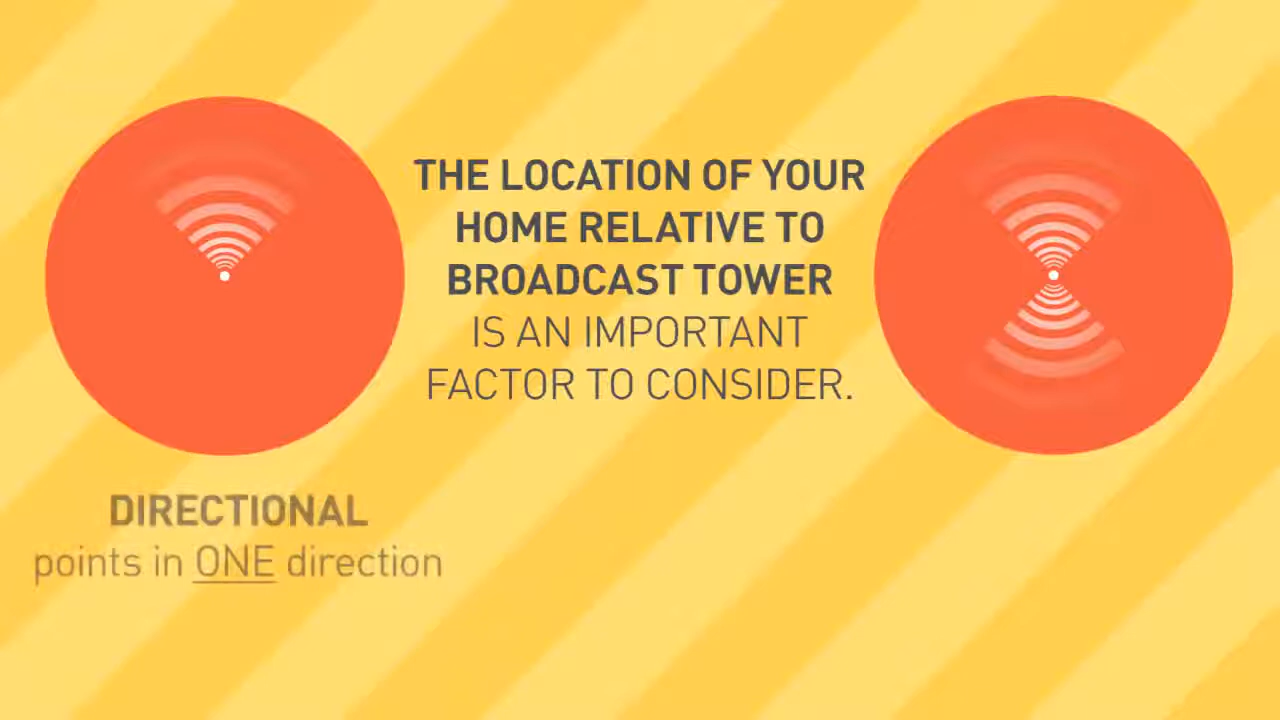 THE LOCATION OF YOUR
HOME RELATIVE TO
BROADCAST TOWER
IS AN IMPORTANT
FACTOR TO CONSIDER.
DIRECTIONAL
points in ONE direction